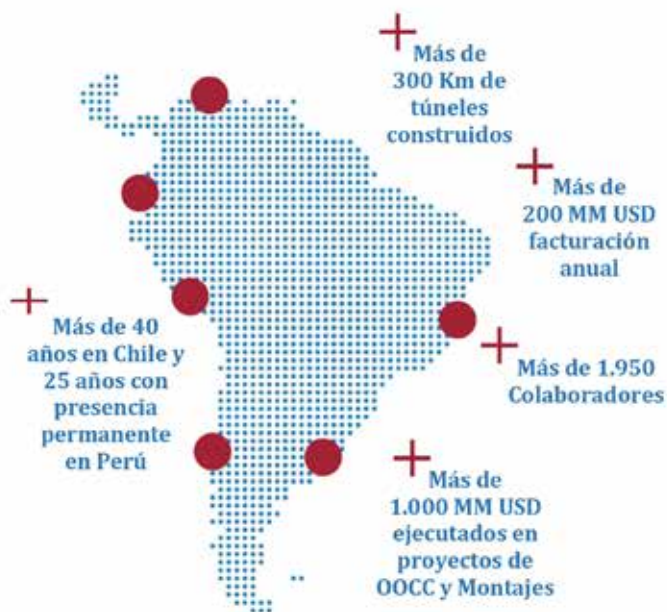 Más de
300 Km de
túneles
construidos
Más de
200 MM USD
facturación
anual
Más de 40
años en Chile y
25 años con
presencia
permanente
en Perú
Más de 1.950
Colaboradores
Más de
1.000 MM USD
ejecutados en
proyectos de
OOCC y Montajes